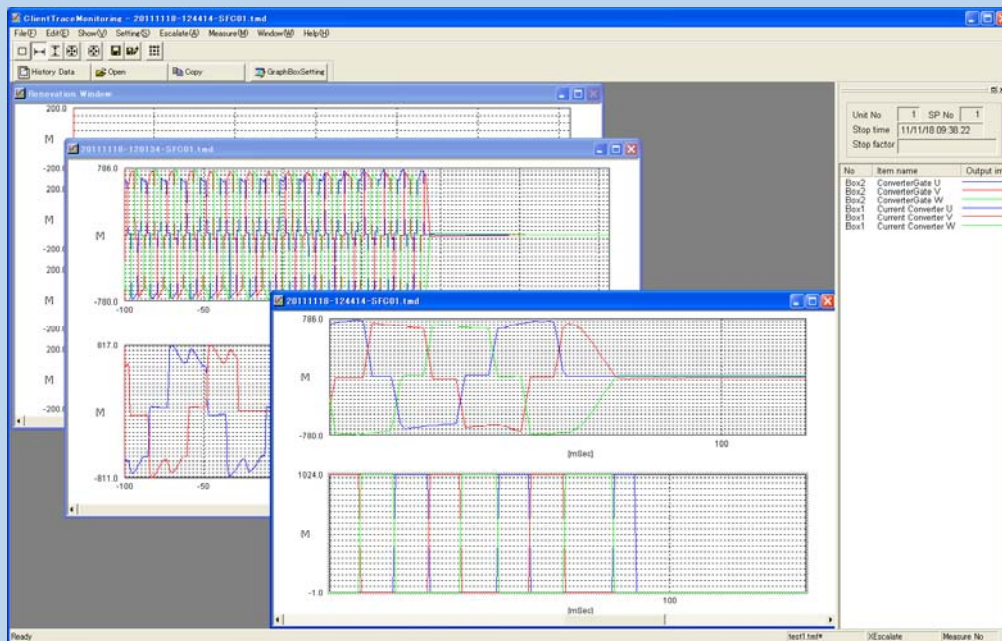 ClientTraceMonitoring - 20111118-124414-SFC01.tmd
File(F) Edit(E) Show(V) Setting(S) Escalate(A) Measure(M) Window(W) Help(H)
History Data Open Copy GraphBoxSetting
Renovation Window
200.0
M
-200.0
200.0
M
-200.0
200.0
M
-200.0
200.0
M
-200.0
20111118-120134-SFC01.tmd
786.0
M
-780.0
-100 -50
817.0
M
-811.0
-100 -50
20111118-124414-SFC01.tmd
786.0
M
-780.0
100
[mSec]
1024.0
M
-1.0
100
[mSec]
Unit No 1 SP No 1
Stop time 11/11/18 09:38.22
Stop factor
No Item name Output im
Box2 ConverterGate U
Box2 ConverterGate V
Box2 ConverterGate W
Box1 Current Converter U
Box1 Current Converter V
Box1 Current Converter W
Ready test1.tmf* XEscalate Measure No